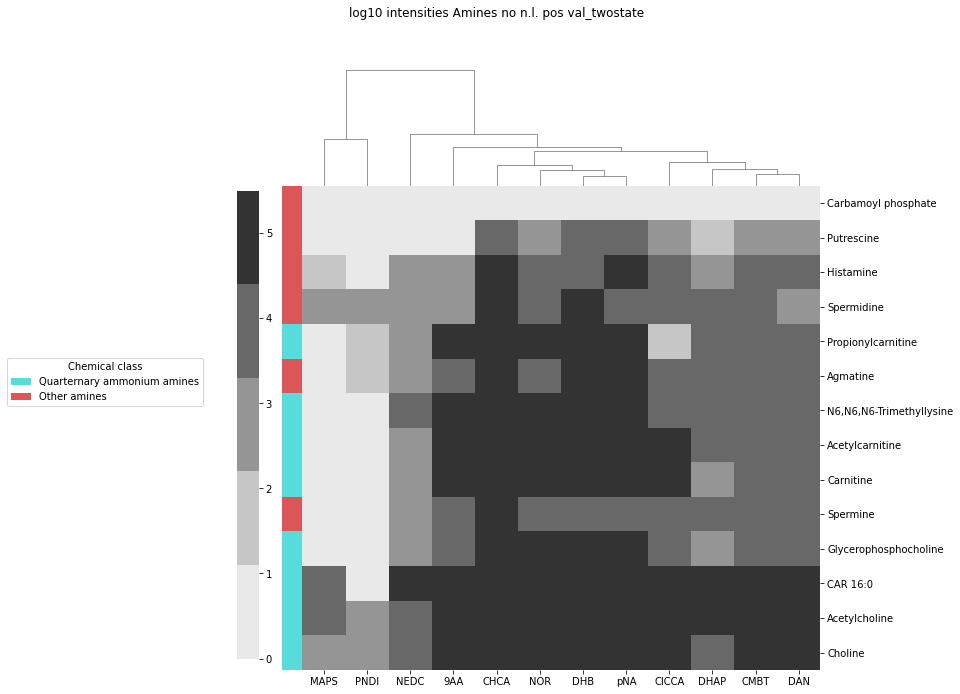 log10 intensities Amines no n.l. pos val_twostate
Chemical class
Quarternary ammonium amines
Other amines
5
4
3
2
1
0
Carbamoyl phosphate
Putrescine
Histamine
Spermidine
Propionylcarnitine
Agmatine
N6,N6,N6-Trimethyllysine
Acetylcarnitine
Carnitine
Spermine
Glycerophosphocholine
CAR 16:0
Acetylcholine
Choline
MAPS PNDI NEDC 9AA CHCA NOR DHB pNA ClCCA DHAP CMBT DAN